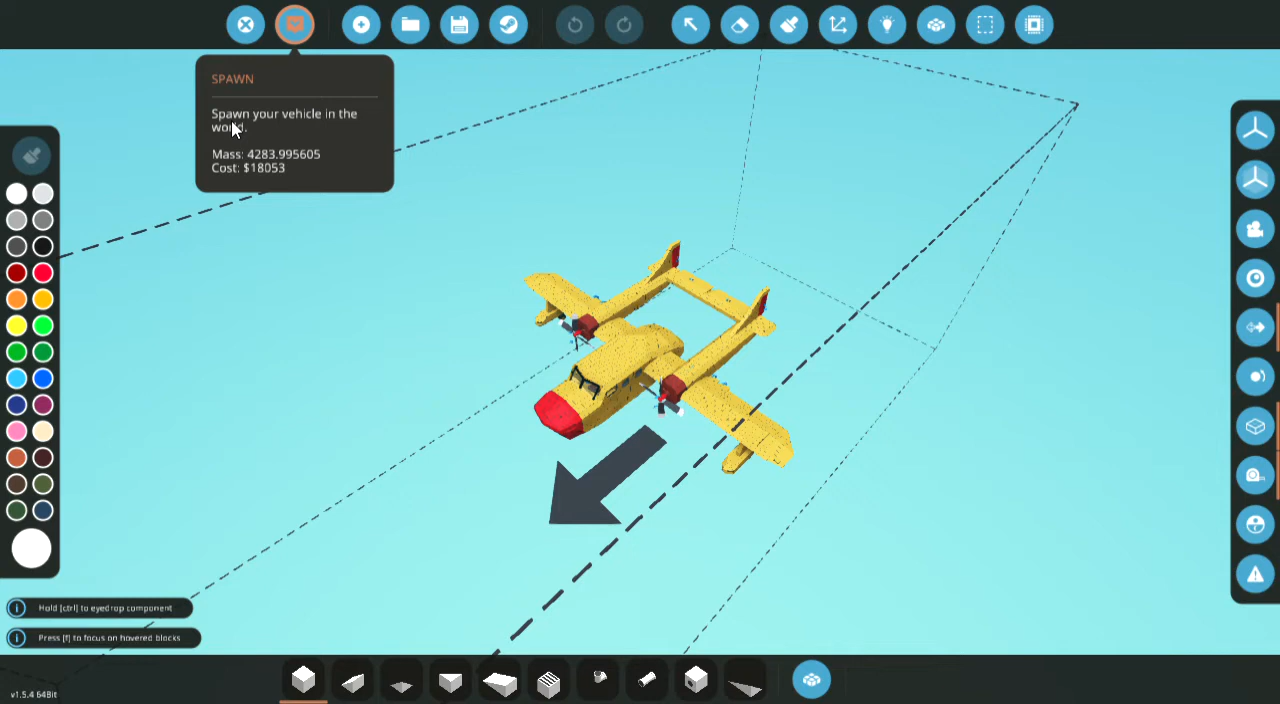 SPAWN
Spawn your vehicle in the
world.
Mass: 4283.995605
Cost: $18053
Hold [ctrl] to eyedrop component
Press [f] to focus on hovered blocks
v1.5.4 64Bit